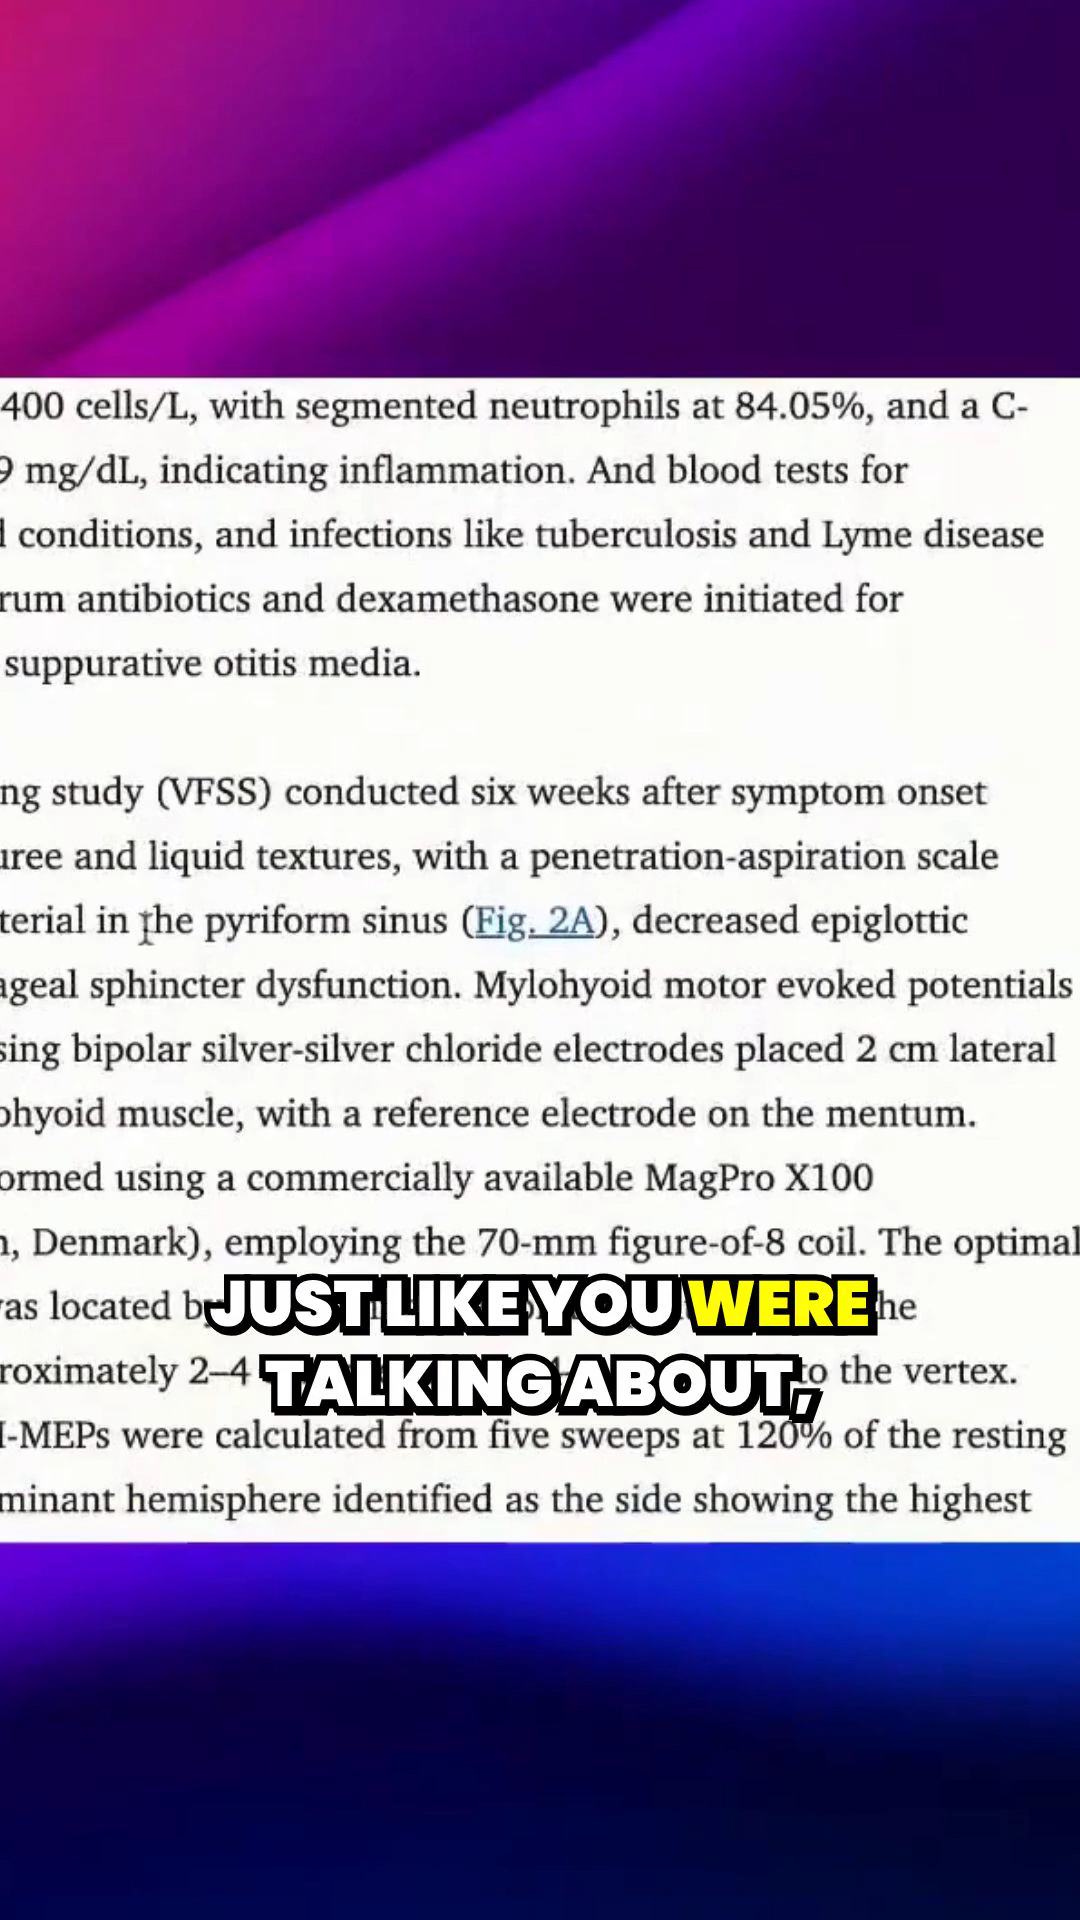 400 cells/L, with segmented neutrophils at 84.05%, and a C-
9 mg/dL, indicating inflammation. And blood tests for
d conditions, and infections like tuberculosis and Lyme disease
rum antibiotics and dexamethasone were initiated for
suppurative otitis media.
ng study (VFSS) conducted six weeks after symptom onset
uree and liquid textures, with a penetration-aspiration scale
terial in the pyriform sinus (Fig. 2A), decreased epiglottic
ageal sphincter dysfunction. Mylohyoid motor evoked potentials
sing bipolar silver-silver chloride electrodes placed 2 cm lateral
ohyoid muscle, with a reference electrode on the mentum.
ormed using a commercially available MagPro X100
n, Denmark), employing the 70-mm figure-of-8 coil. The optimal
vas located
he
JUST LIKE YOU WERE
roximately 2–4
to the vertex.
TALKING ABOUT,
I-MEPs were calculated from five sweeps at 120% of the resting
minant hemisphere identified as the side showing the highest